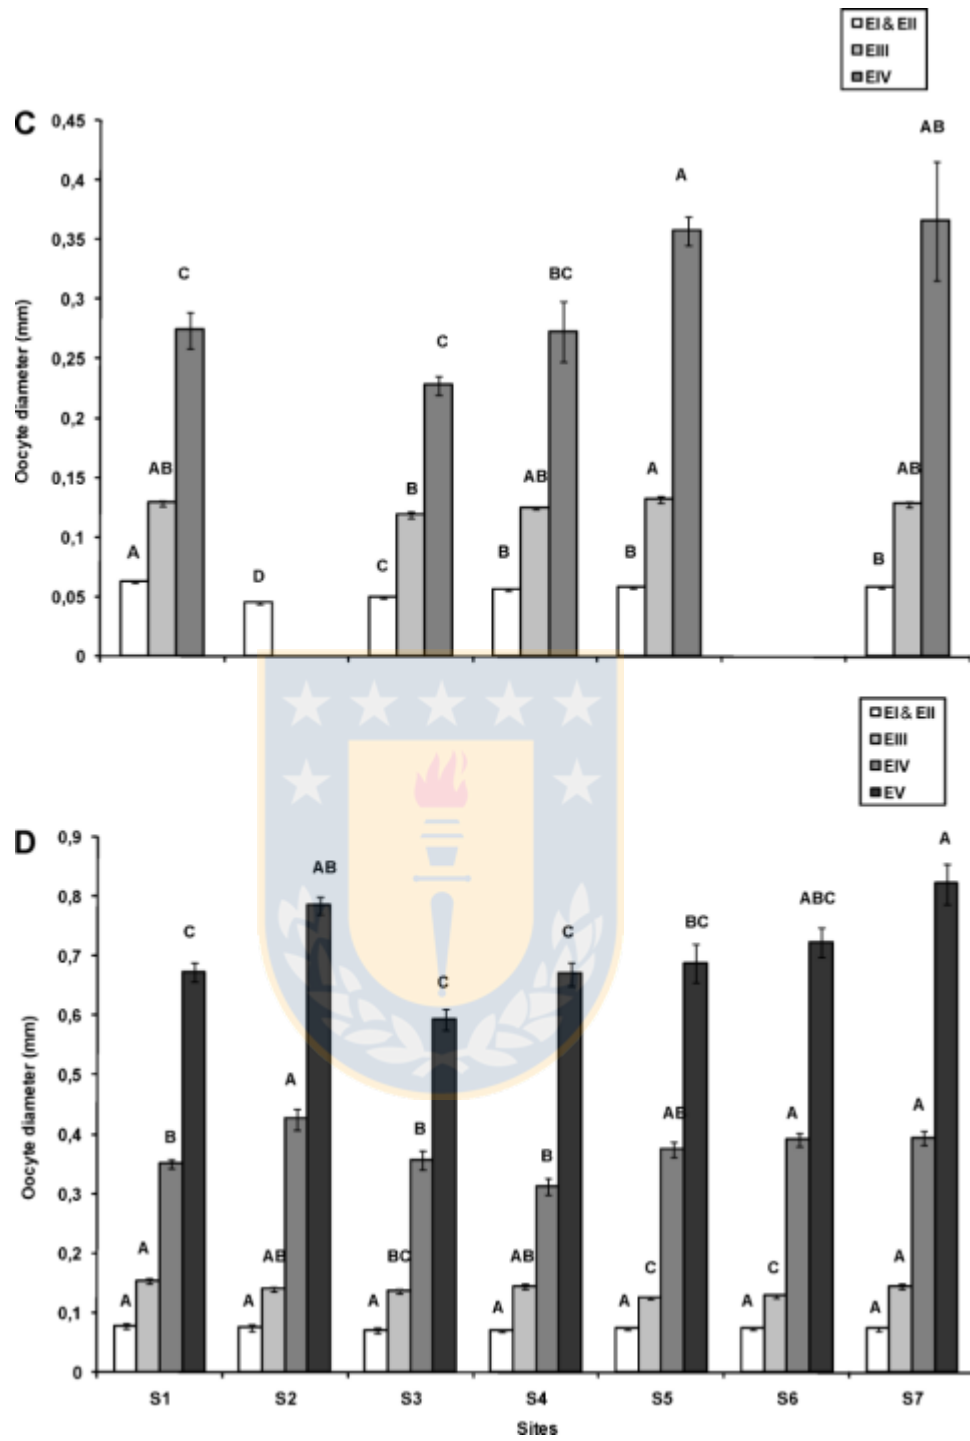 EI & EII
EIII
EIV
C
Oocyte diameter (mm)
0,45
0,4
0,35
0,3
0,25
0,2
0,15
0,1
0,05
0
A AB C
D
C B C
B AB BC
B A A
B AB AB
EI & EII
EIII
EIV
EV
D
Oocyte diameter (mm)
0,9
0,8
0,7
0,6
0,5
0,4
0,3
0,2
0,1
0
A A B C
A AB A AB
A BC B C
A AB B C
A C AB BC
A C A ABC
A A A A
S1 S2 S3 S4 S5 S6 S7
Sites